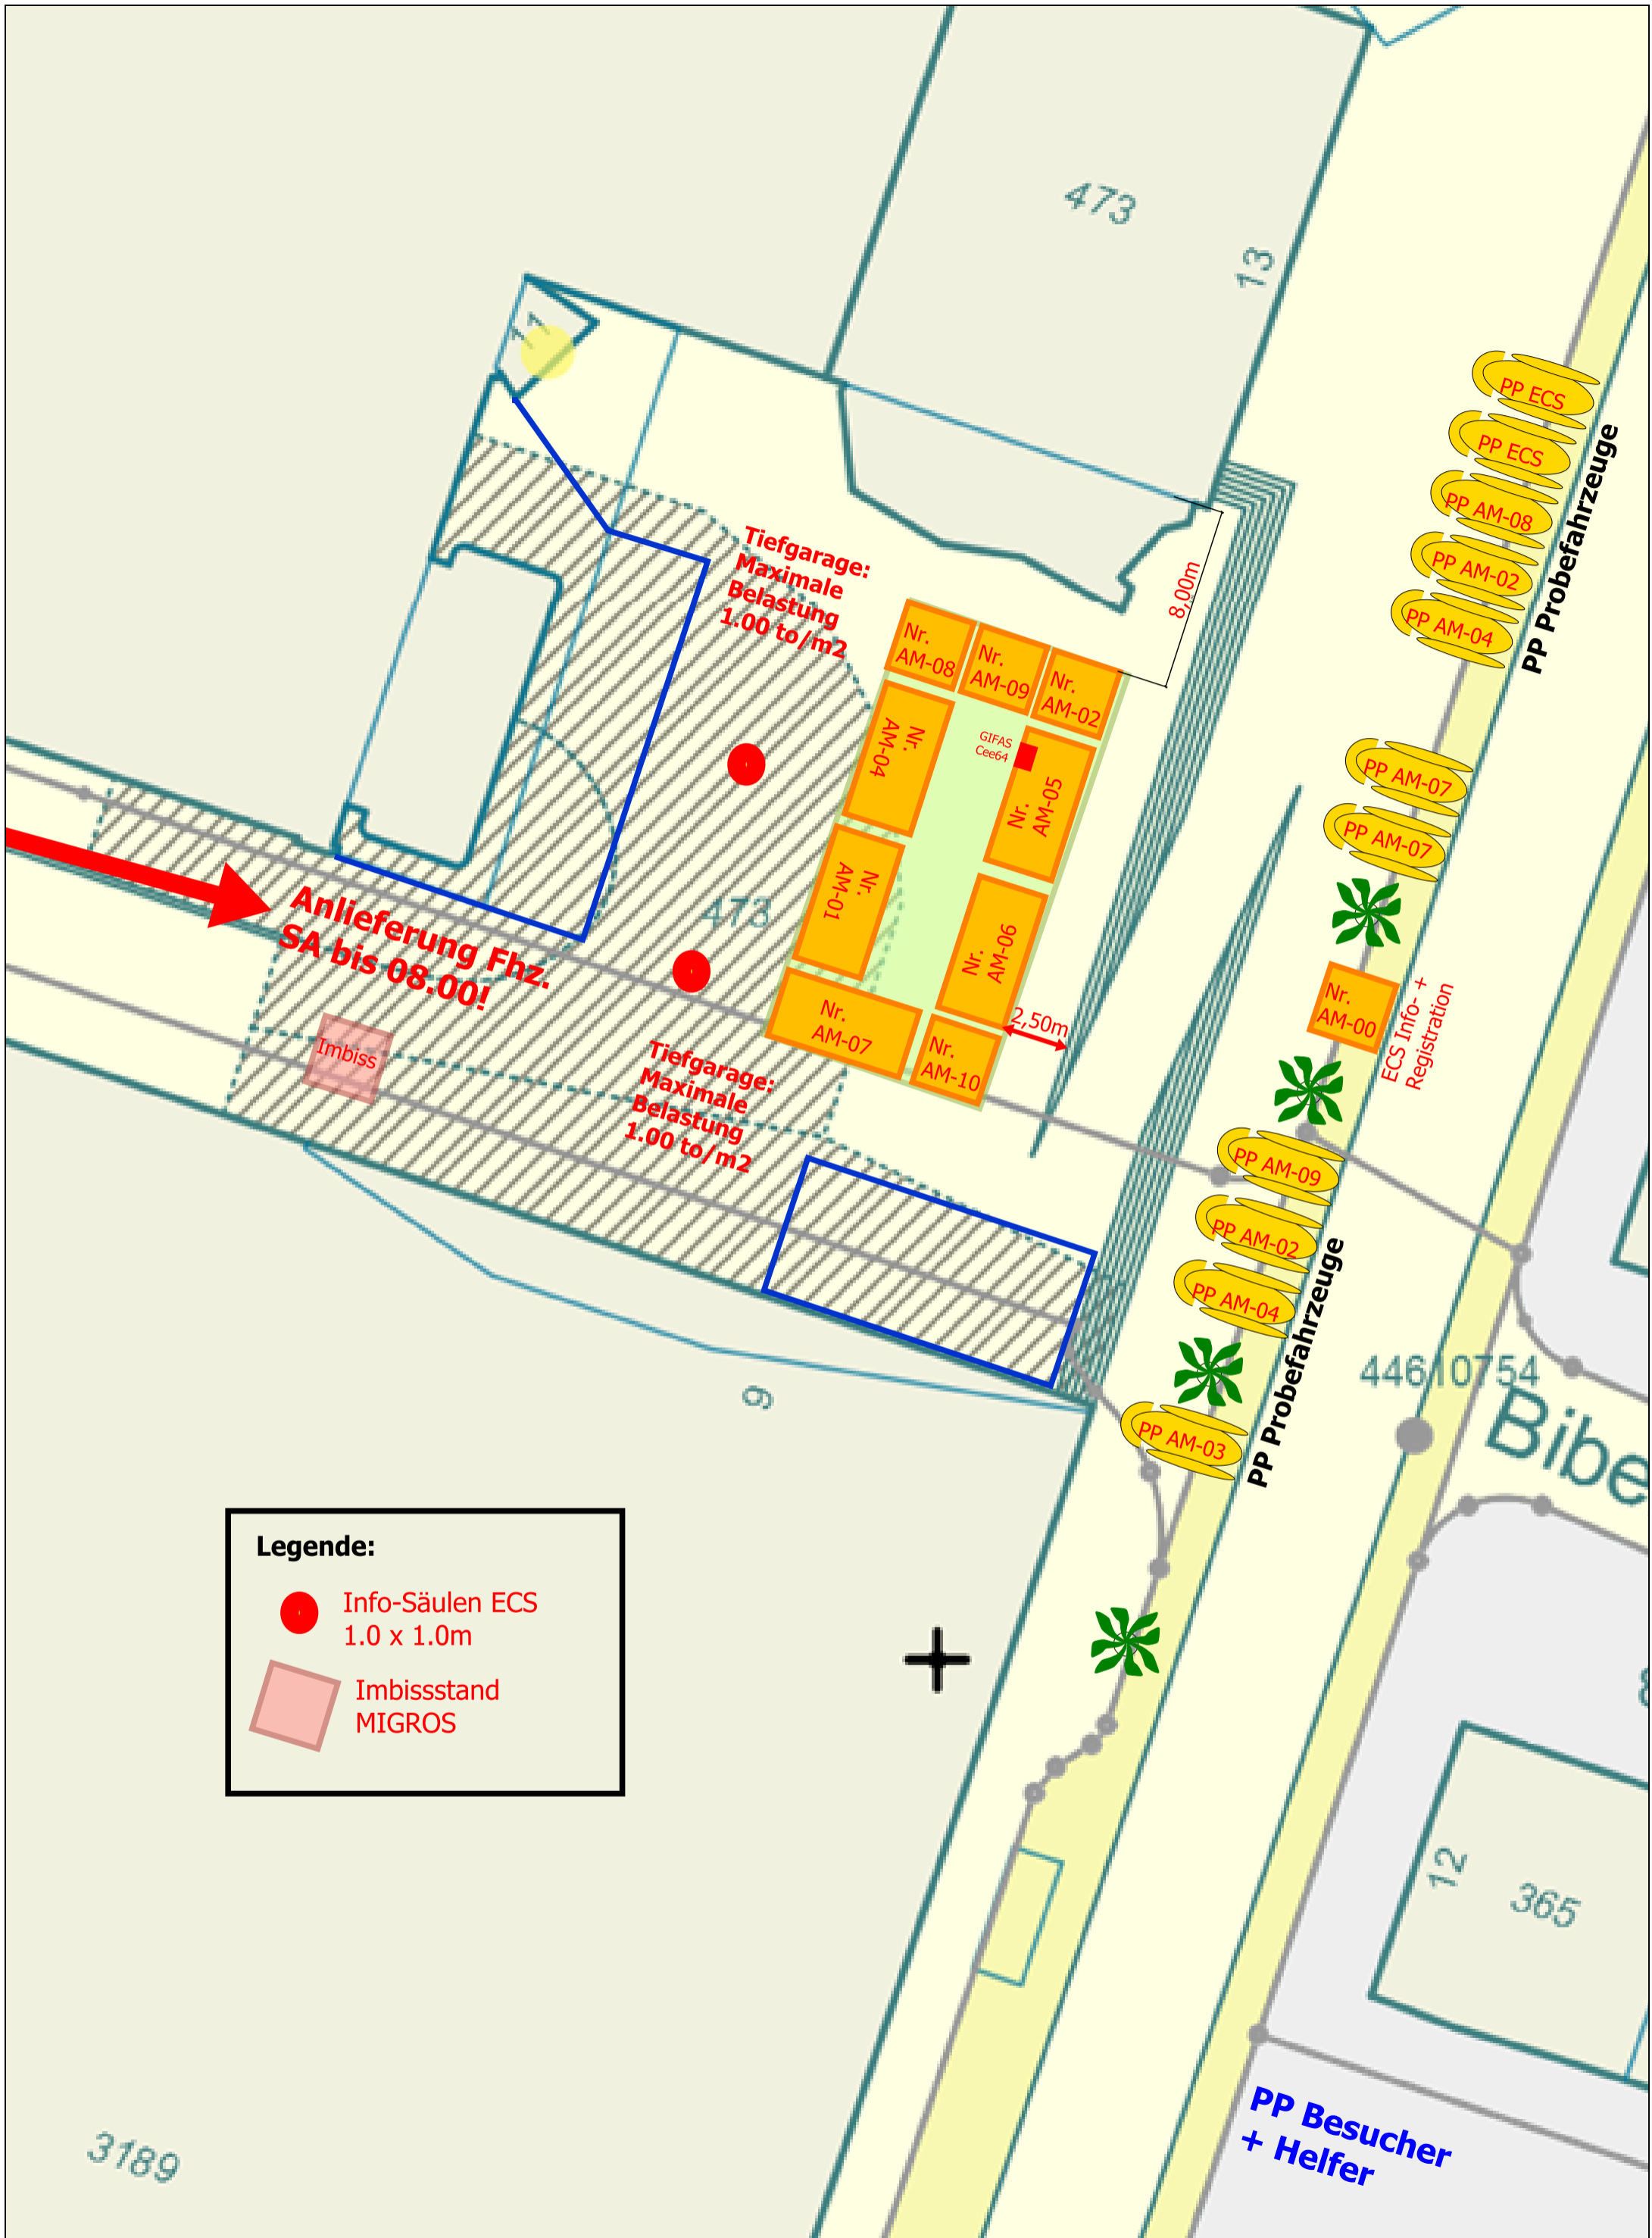 473
13
11
PP ECS
PP ECS
PP AM-08
PP AM-02
PP AM-04
PP Probefahrzeuge
Tiefgarage:
Maximale
Belastung
1.00 to/m2
8,00m
Nr.
AM-08
Nr.
AM-09
Nr.
AM-02
Nr.
AM-04
GIFAS
Cee64
Nr.
AM-05
PP AM-07
PP AM-07
Nr.
AM-01
473
Nr.
AM-06
Anlieferung Fhz.
SA bis 08.00!
2,50m
Nr.
AM-00
ECS Info- +
Registration
Imbiss
Nr.
AM-07
Nr.
AM-10
Tiefgarage:
Maximale
Belastung
1.00 to/m2
PP AM-09
PP AM-02
PP AM-04
PP AM-03
PP Probefahrzeuge
44610754
Bibe
9
Legende:
Info-Säulen ECS
1.0 x 1.0m
Imbissstand
MIGROS
12
365
PP Besucher
+ Helfer
3189